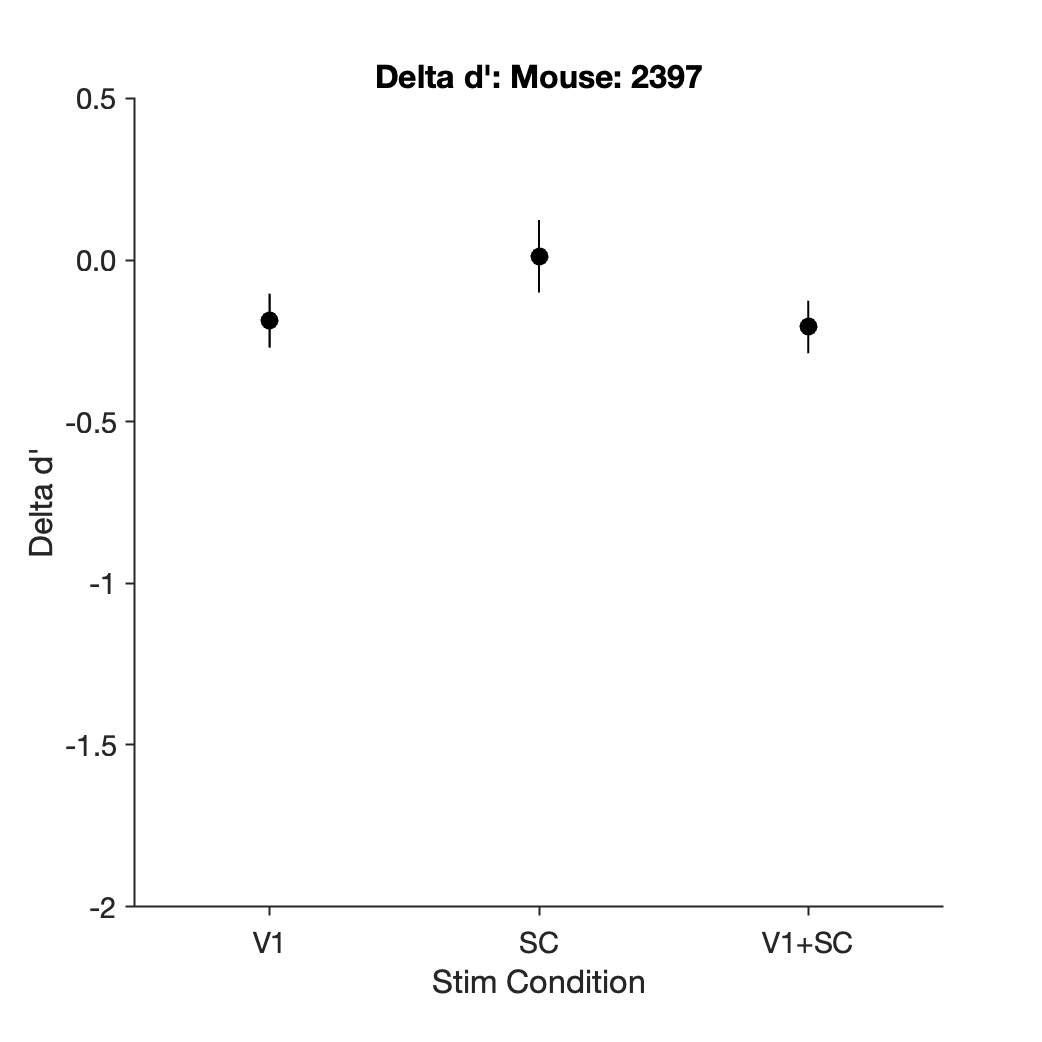 Delta d': Mouse: 2397
0.5
0.0
-0.5
-1
-1.5
-2
Delta d'
V1
SC
V1+SC
Stim Condition